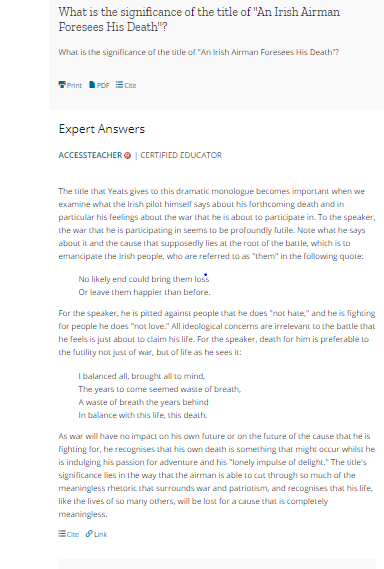 What is the significance of the title of "An Irish Airman
Foresees His Death"?
What is the significance of the title of "An Irish Airman Foresees His Death"?
Print PDF Cite
Expert Answers
ACCESSTEACHER | CERTIFIED EDUCATOR
The title that Yeats gives to this dramatic monologue becomes important when we
examine what the Irish pilot himself says about his forthcoming death and in
particular his feelings about the war that he is about to participate in. To the speaker,
the war that he is participating in seems to be profoundly futile. Note what he says
about it and the cause that supposedly lies at the root of the battle, which is to
emancipate the Irish people, who are referred to as "them" in the following quote:
No likely end could bring them loss
Or leave them happier than before.
For the speaker, he is pitted against people that he does "not hate," and he is fighting
for people he does "not love." All ideological concerns are irrelevant to the battle that
he feels is just about to claim his life. For the speaker, death for him is preferable to
the futility not just of war, but of life as he sees it:
I balanced all, brought all to mind,
The years to come seemed waste of breath,
A waste of breath the years behind
In balance with this life, this death.
As war will have no impact on his own future or on the future of the cause that he is
fighting for, he recognises that his own death is something that might occur whilst he
is indulging his passion for adventure and his "lonely impulse of delight." The title's
significance lies in the way that the airman is able to cut through so much of the
meaningless rhetoric that surrounds war and patriotism, and recognises that his life,
like the lives of so many others, will be lost for a cause that is completely
meaningless.
Cite Link